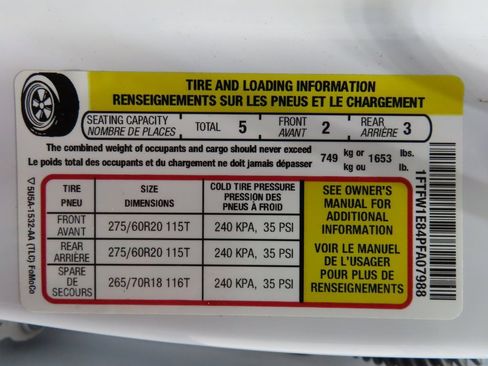 TIRE AND LOADING INFORMATION
RENSEIGNEMENTS SUR LES PNEUS ET LE CHARGEMENT
SEATING CAPACITY
NOMBRE DE PLACES
TOTAL 5
FRONT
AVANT 2
REAR
ARRIÈRE 3
The combined weight of occupants and cargo should never exceed
Le poids total des occupants et du chargement ne doit jamais dépasser
749 kg or 1653 lbs.
kg ou lb.
TIRE
PNEU
SIZE
DIMENSIONS
COLD TIRE PRESSURE
PRESSION DES
PNEUS À FROID
FRONT
AVANT
275/60R20 115T
240 KPA, 35 PSI
REAR
ARRIÈRE
275/60R20 115T
240 KPA, 35 PSI
SPARE
DE SECOURS
265/70R18 116T
240 KPA, 35 PSI
SEE OWNER'S
MANUAL FOR
ADDITIONAL
INFORMATION
VOIR LE MANUEL
DE L'USAGER
POUR PLUS DE
RENSEIGNEMENTS
1FTFW1E84PFA07988
5U5A-1532-AA (TLC) FoMoCo